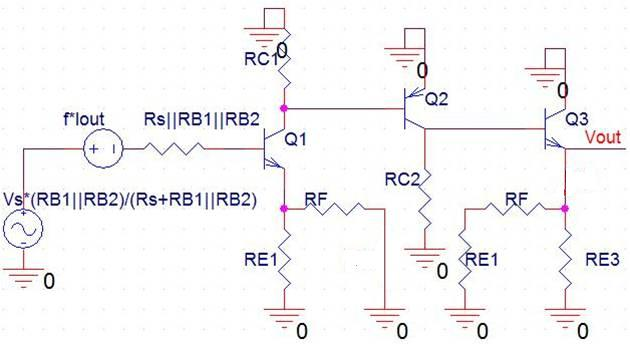 0
RC1
0
Q2
0
Q3
f*Iout
Rs||RB1||RB2
Q1
Vout
+ -
RC2
Vs*(RB1||RB2)/(Rs+RB1||RB2)
RF
RF
RE1
0
RE1
RE3
0
0
0
0
0